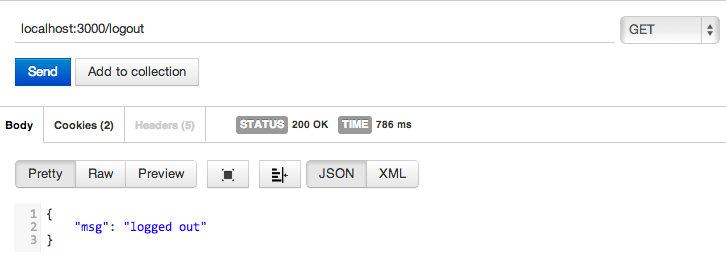 localhost:3000/logout
GET
Send
Add to collection
Body
Cookies (2)
Headers (5)
STATUS 200 OK
TIME 786 ms
Pretty
Raw
Preview
JSON
XML
1 {
2     "msg": "logged out"
3 }